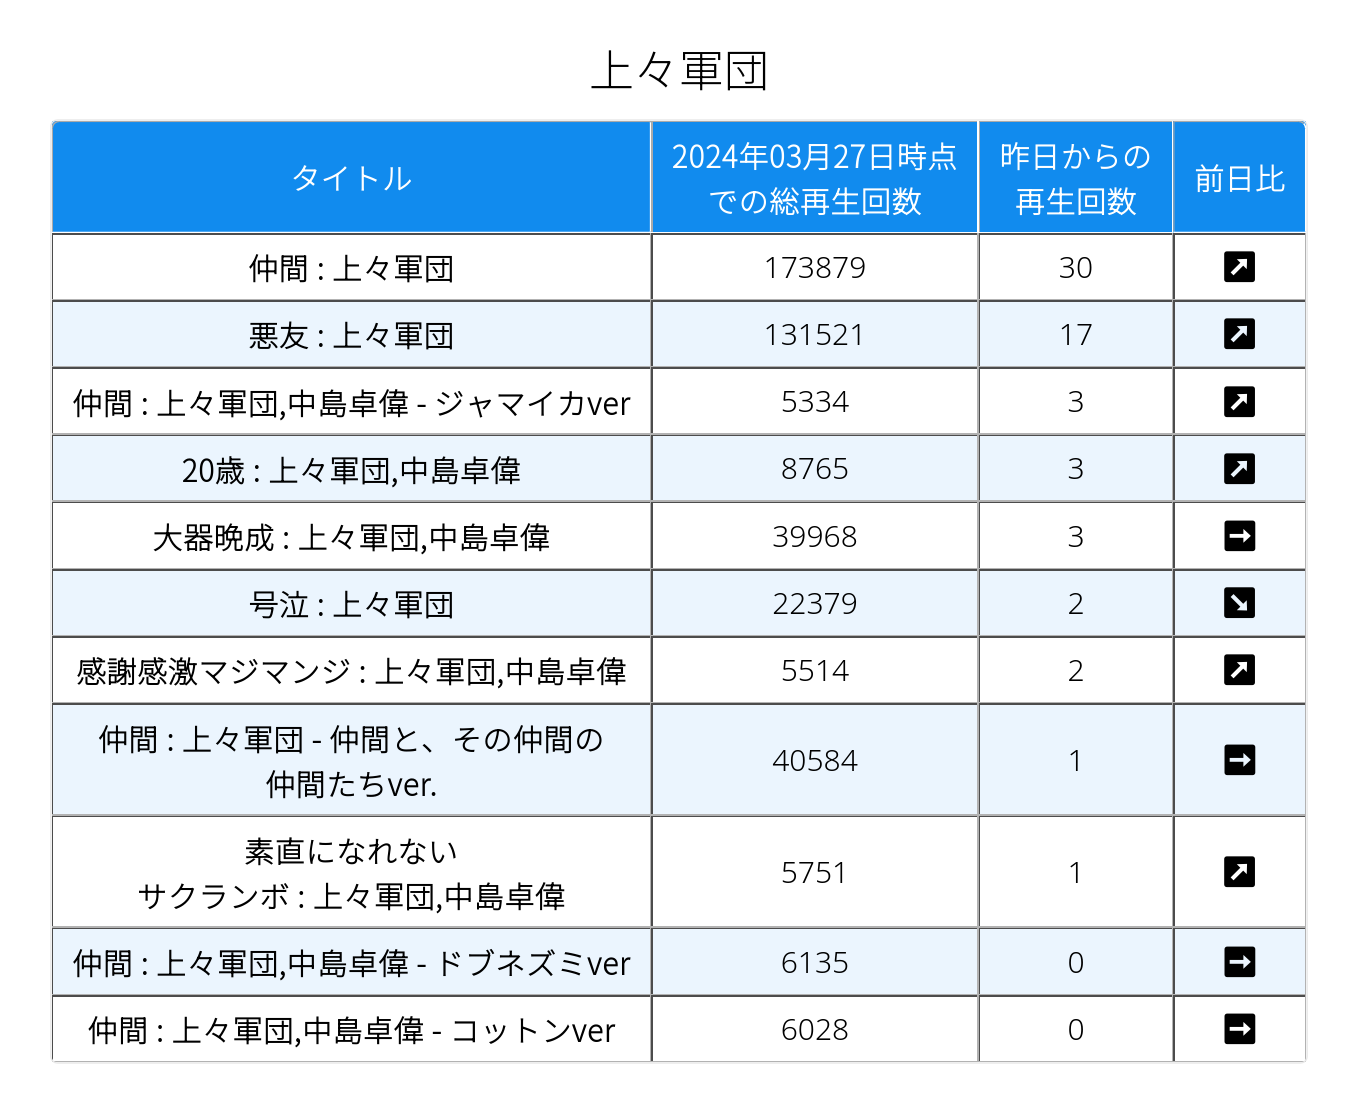 上々軍団
タイトル
2024年03月27日時点
での総再生回数
昨日からの
再生回数
前日比
仲間 : 上々軍団
173879
30
悪友 : 上々軍団
131521
17
仲間 : 上々軍団,中島卓偉 - ジャマイカver
5334
3
20歳 : 上々軍団,中島卓偉
8765
3
大器晩成 : 上々軍団,中島卓偉
39968
3
号泣 : 上々軍団
22379
2
感謝感激マジマンジ : 上々軍団,中島卓偉
5514
2
仲間 : 上々軍団 - 仲間と、その仲間の
仲間たちver.
40584
1
素直になれない
サクランボ : 上々軍団,中島卓偉
5751
1
仲間 : 上々軍団,中島卓偉 - ドブネズミver
6135
0
仲間 : 上々軍団,中島卓偉 - コットンver
6028
0